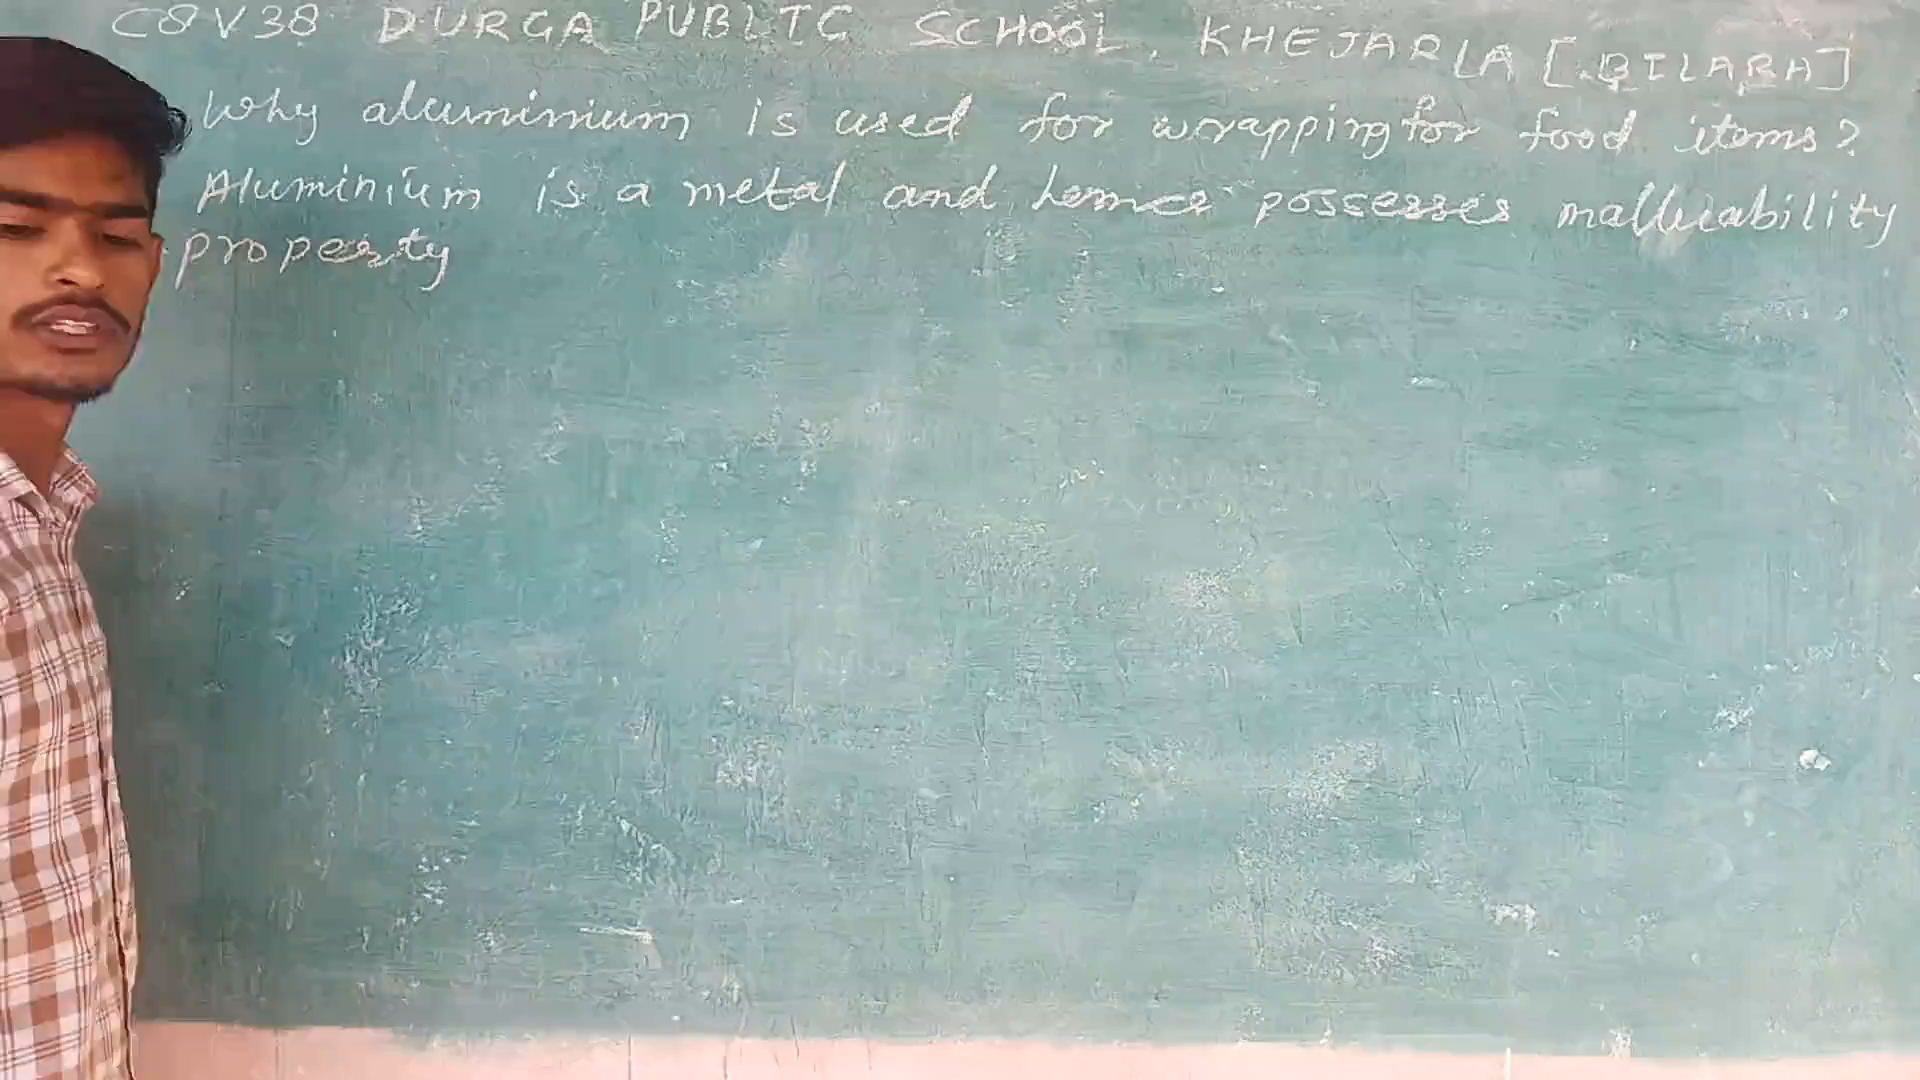 C8V38 DURGA PUBLIC SCHOOL, KHEJARLA [BILARA]
Why aluminium is used for wrapping for food items?
Aluminium is a metal and hence possesses malleability
property